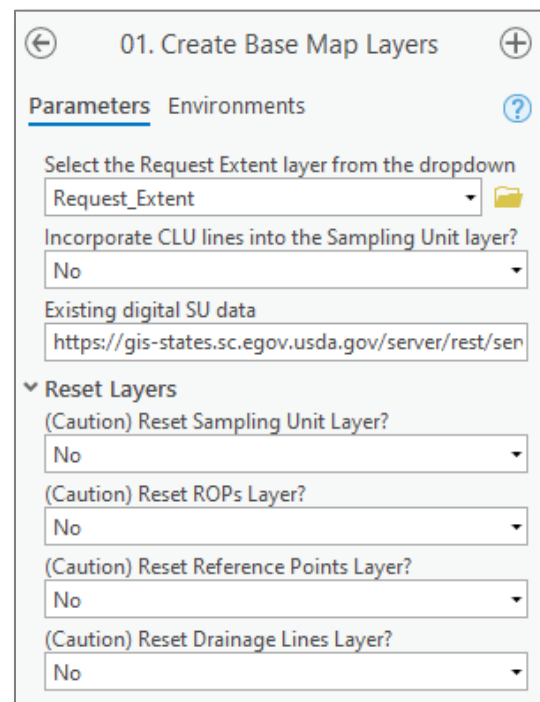 01. Create Base Map Layers
Parameters Environments
?
Select the Request Extent layer from the dropdown
Request_Extent
Incorporate CLU lines into the Sampling Unit layer?
No
Existing digital SU data
https://gis-states.sc.egov.usda.gov/server/rest/ser
Reset Layers
(Caution) Reset Sampling Unit Layer?
No
(Caution) Reset ROPs Layer?
No
(Caution) Reset Reference Points Layer?
No
(Caution) Reset Drainage Lines Layer?
No